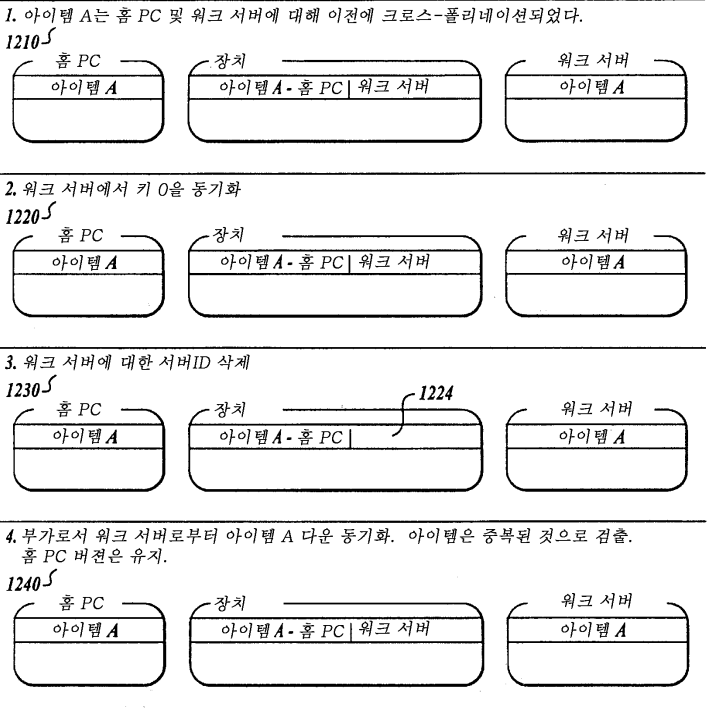 1. 아이템 A는 홈 PC 및 워크 서버에 대해 이전에 크로스-폴리네이션되었다.
1210
홈 PC 장치 워크 서버
아이템 A 아이템 A - 홈 PC | 워크 서버 아이템 A
2. 워크 서버에서 키 0을 동기화
1220
홈 PC 장치 워크 서버
아이템 A 아이템 A - 홈 PC | 워크 서버 아이템 A
3. 워크 서버에 대한 서버ID 삭제
1230 1224
홈 PC 장치 워크 서버
아이템 A 아이템 A - 홈 PC | 아이템 A
4. 부가로서 워크 서버로부터 아이템 A 다운 동기화. 아이템은 중복된 것으로 검출.
홈 PC 버젼은 유지.
1240
홈 PC 장치 워크 서버
아이템 A 아이템 A - 홈 PC | 워크 서버 아이템 A